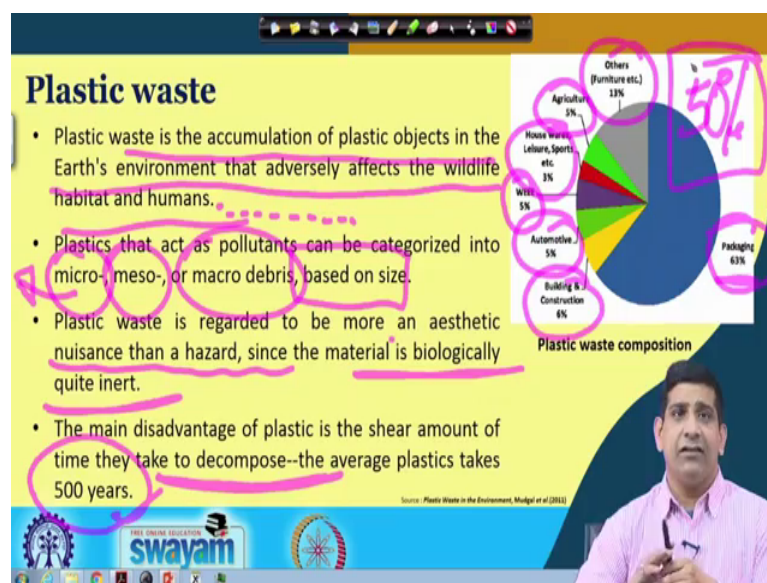 Plastic waste
• Plastic waste is the accumulation of plastic objects in the
Earth's environment that adversely affects the wildlife
habitat and humans.
• Plastics that act as pollutants can be categorized into
micro-, meso-, or macro debris, based on size.
• Plastic waste is regarded to be more an aesthetic
nuisance than a hazard, since the material is biologically
quite inert.
• The main disadvantage of plastic is the shear amount of
time they take to decompose--the average plastics takes
500 years.
Others
(Furniture etc.)
13%
Agriculture
5%
House Wares,
Leisure, Sports
etc.
3%
WEEE
5%
Automotive
5%
Building &
Construction
6%
Packaging
63%
Plastic waste composition
Source : Plastic Waste in the Environment, Mudgal et al.(2011)
FREE ONLINE EDUCATION
swayam